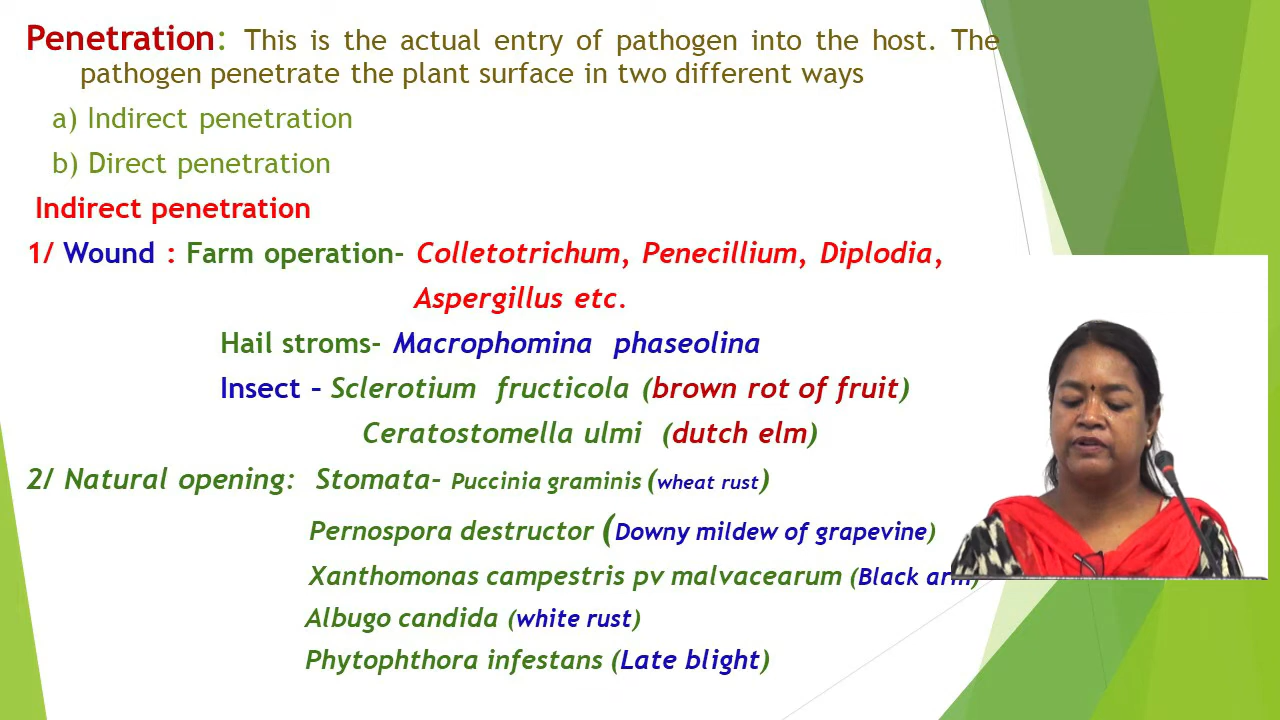 Penetration: This is the actual entry of pathogen into the host. The
pathogen penetrate the plant surface in two different ways
a) Indirect penetration
b) Direct penetration
Indirect penetration
1/ Wound : Farm operation- Colletotrichum, Penecillium, Diplodia,
Aspergillus etc.
Hail stroms- Macrophomina phaseolina
Insect – Sclerotium fructicola (brown rot of fruit)
Ceratostomella ulmi (dutch elm)
2/ Natural opening: Stomata- Puccinia graminis (wheat rust)
Pernospora destructor (Downy mildew of grapevine)
Xanthomonas campestris pv malvacearum (Black arm)
Albugo candida (white rust)
Phytophthora infestans (Late blight)